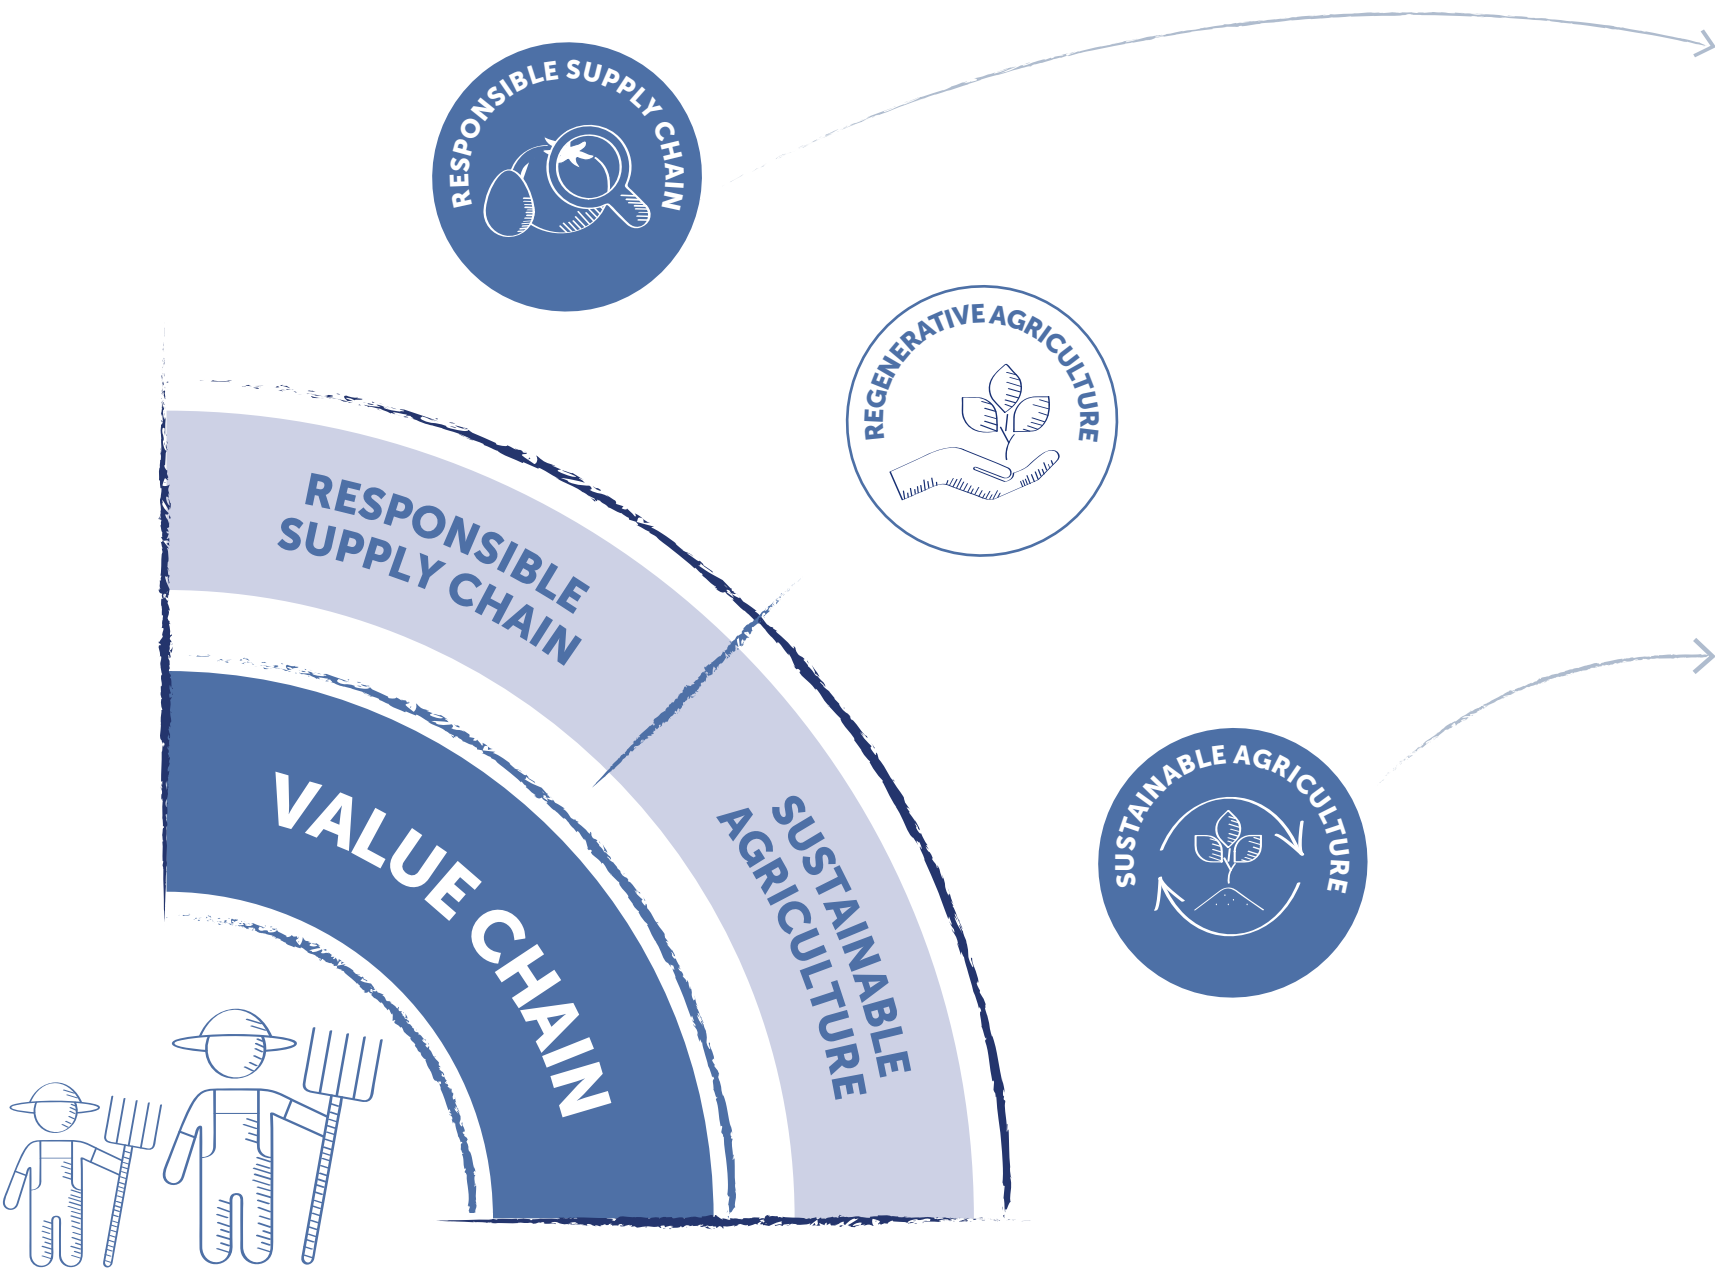 RESPONSIBLE SUPPLY CHAIN
REGENERATIVE AGRICULTURE
RESPONSIBLE
SUPPLY CHAIN
SUSTAINABLE AGRICULTURE
SUSTAINABLE
AGRICULTURE
VALUE CHAIN